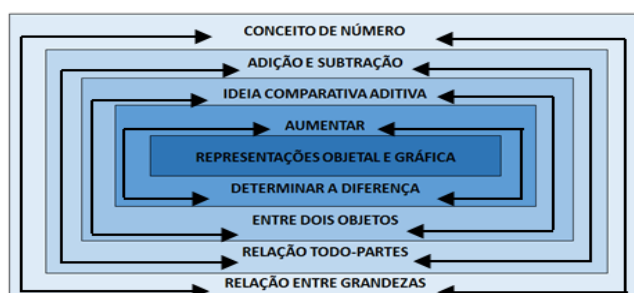 CONCEITO DE NÚMERO
ADIÇÃO E SUBTRAÇÃO
IDEIA COMPARATIVA ADITIVA
AUMENTAR
REPRESENTAÇÕES OBJETAL E GRÁFICA
DETERMINAR A DIFERENÇA
ENTRE DOIS OBJETOS
RELAÇÃO TODO-PARTES
RELAÇÃO ENTRE GRANDEZAS